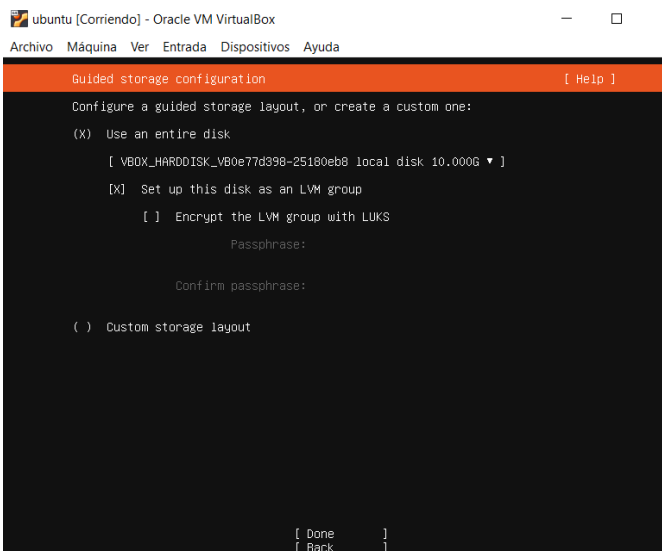 ubuntu [Corriendo] - Oracle VM VirtualBox
Archivo Máquina Ver Entrada Dispositivos Ayuda
Guided storage configuration [ Help ]
Configure a guided storage layout, or create a custom one:
(X) Use an entire disk
[ VBOX_HARDDISK_VB0e77d398-25180eb8 local disk 10.000G ▾ ]
[X] Set up this disk as an LVM group
[ ] Encrypt the LVM group with LUKS
Passphrase:
Confirm passphrase:
( ) Custom storage layout
[ Done ]
[ Back ]